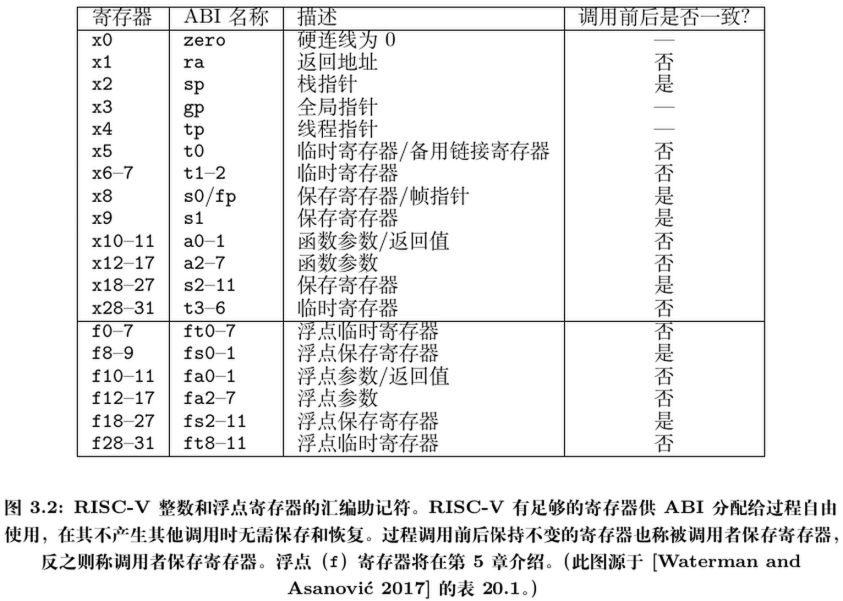 寄存器 ABI 名称 描述 调用前后是否一致？
x0 zero 硬连线为 0 —
x1 ra 返回地址 否
x2 sp 栈指针 是
x3 gp 全局指针 —
x4 tp 线程指针 —
x5 t0 临时寄存器/备用链接寄存器 否
x6–7 t1–2 临时寄存器 否
x8 s0/fp 保存寄存器/帧指针 是
x9 s1 保存寄存器 是
x10–11 a0–1 函数参数/返回值 否
x12–17 a2–7 函数参数 否
x18–27 s2–11 保存寄存器 是
x28–31 t3–6 临时寄存器 否
f0–7 ft0–7 浮点临时寄存器 否
f8–9 fs0–1 浮点保存寄存器 是
f10–11 fa0–1 浮点参数/返回值 否
f12–17 fa2–7 浮点参数 否
f18–27 fs2–11 浮点保存寄存器 是
f28–31 ft8–11 浮点临时寄存器 否
图 3.2: RISC-V 整数和浮点寄存器的汇编助记符。RISC-V 有足够的寄存器供 ABI 分配给过程自由
使用，在其不产生其他调用时无需保存和恢复。过程调用前后保持不变的寄存器也称被调用者保存寄存器，
反之则称调用者保存寄存器。浮点（f）寄存器将在第 5 章介绍。（此图源于 [Waterman and
Asanović 2017] 的表 20.1。）